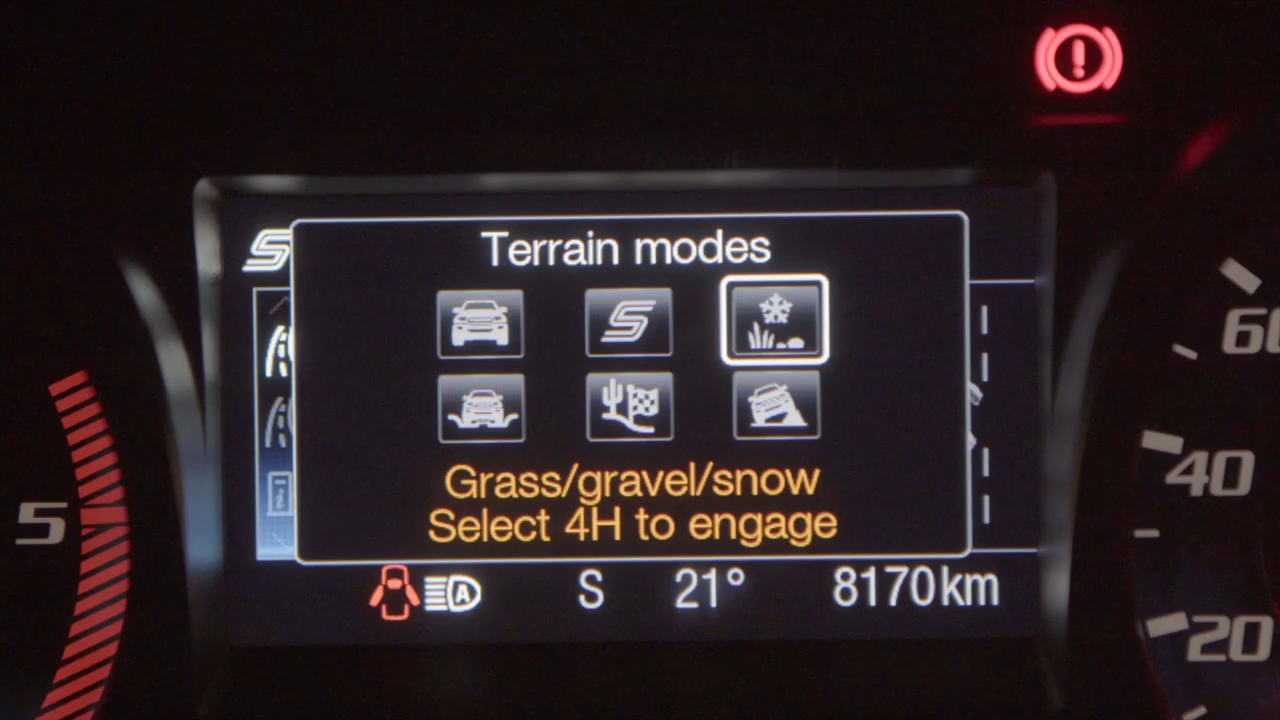 Terrain modes
S
S
60
Grass/gravel/snow
Select 4H to engage
40
5
A
S 21° 8170km
20